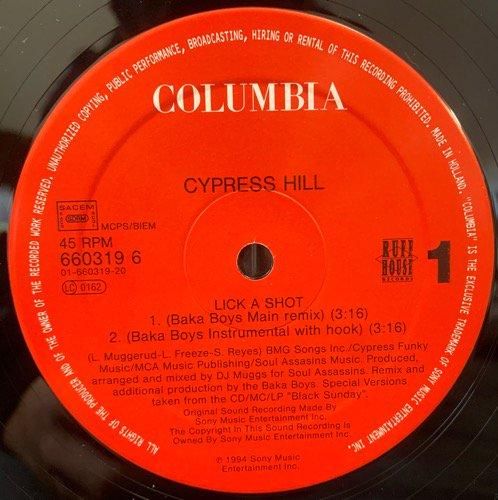 ALL RIGHTS OF THE PRODUCER AND OF THE OWNER OF THE RECORDED WORK RESERVED. UNAUTHORIZED COPYING, PUBLIC PERFORMANCE, BROADCASTING, HIRING OR RENTAL OF THIS RECORDING PROHIBITED. MADE IN HOLLAND. "COLUMBIA" IS THE EXCLUSIVE TRADEMARK OF SONY MUSIC ENTERTAINMENT INC.
COLUMBIA
CYPRESS HILL
SACEM
SDRM
MCPS/BIEM
45 RPM
660319 6
01-660319-20
LC 0162
RUFF
HOUSE
RECORDS
1
LICK A SHOT
1. (Baka Boys Main remix) (3:16)
2. (Baka Boys Instrumental with hook) (3:16)
(L. Muggerud-L. Freeze-S. Reyes) BMG Songs Inc./Cypress Funky
Music/MCA Music Publishing/Soul Assasins Music. Produced,
arranged and mixed by DJ Muggs for Soul Assassins. Remix and
additional production by the Baka Boys. Special Versions
taken from the CD/MC/LP "Black Sunday".
Original Sound Recording Made By
Sony Music Entertainment Inc.
The Copyright In This Sound Recording is
Owned By Sony Music Entertainment Inc.
℗ 1994 Sony Music
Entertainment Inc.